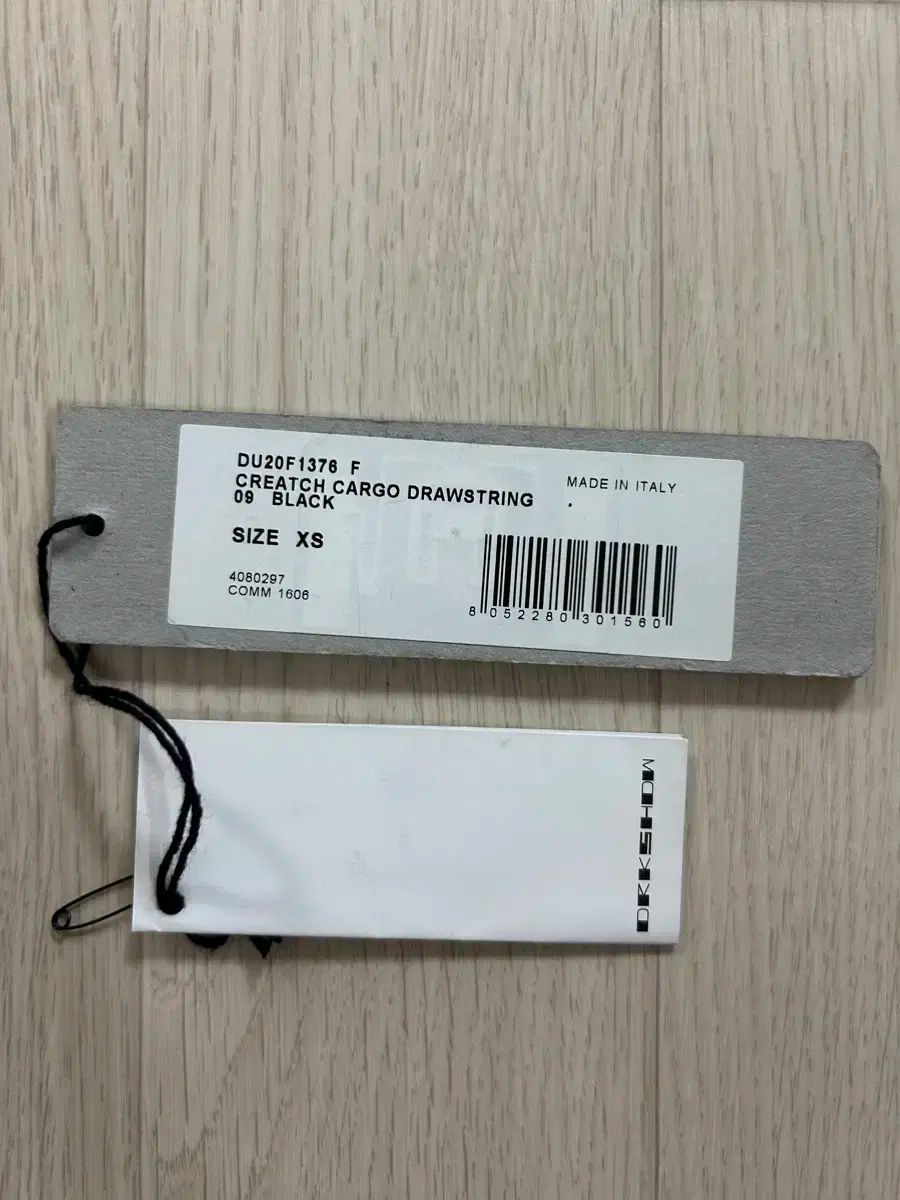 DU20F1376 F
CREATCH CARGO DRAWSTRING
09 BLACK
SIZE XS
4080297
COMM 1606
MADE IN ITALY
8 052280 301560
DRKSHDW